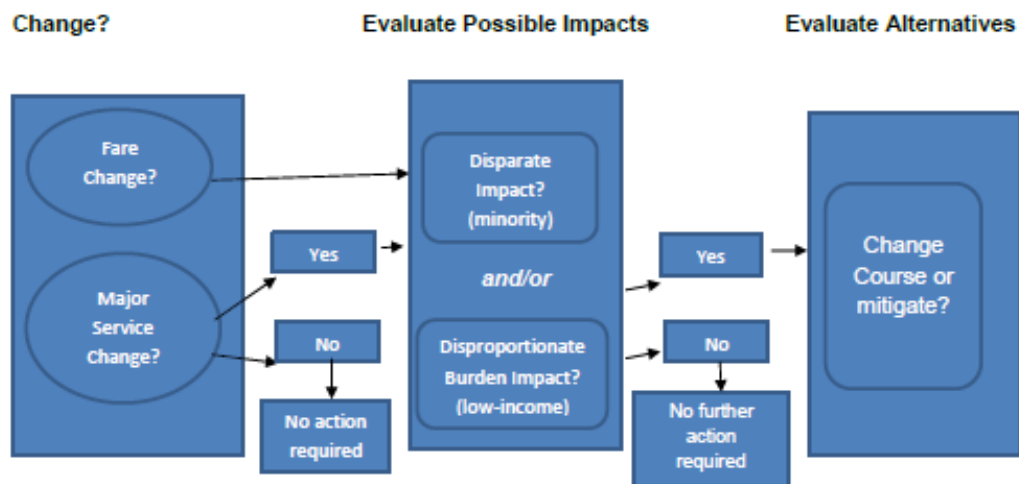 Change?
Evaluate Possible Impacts
Evaluate Alternatives
Fare
Change?
Major
Service
Change?
Yes
No
No action
required
Disparate
Impact?
(minority)
and/or
Disproportionate
Burden Impact?
(low-income)
Yes
No
No further
action
required
Change
Course or
mitigate?